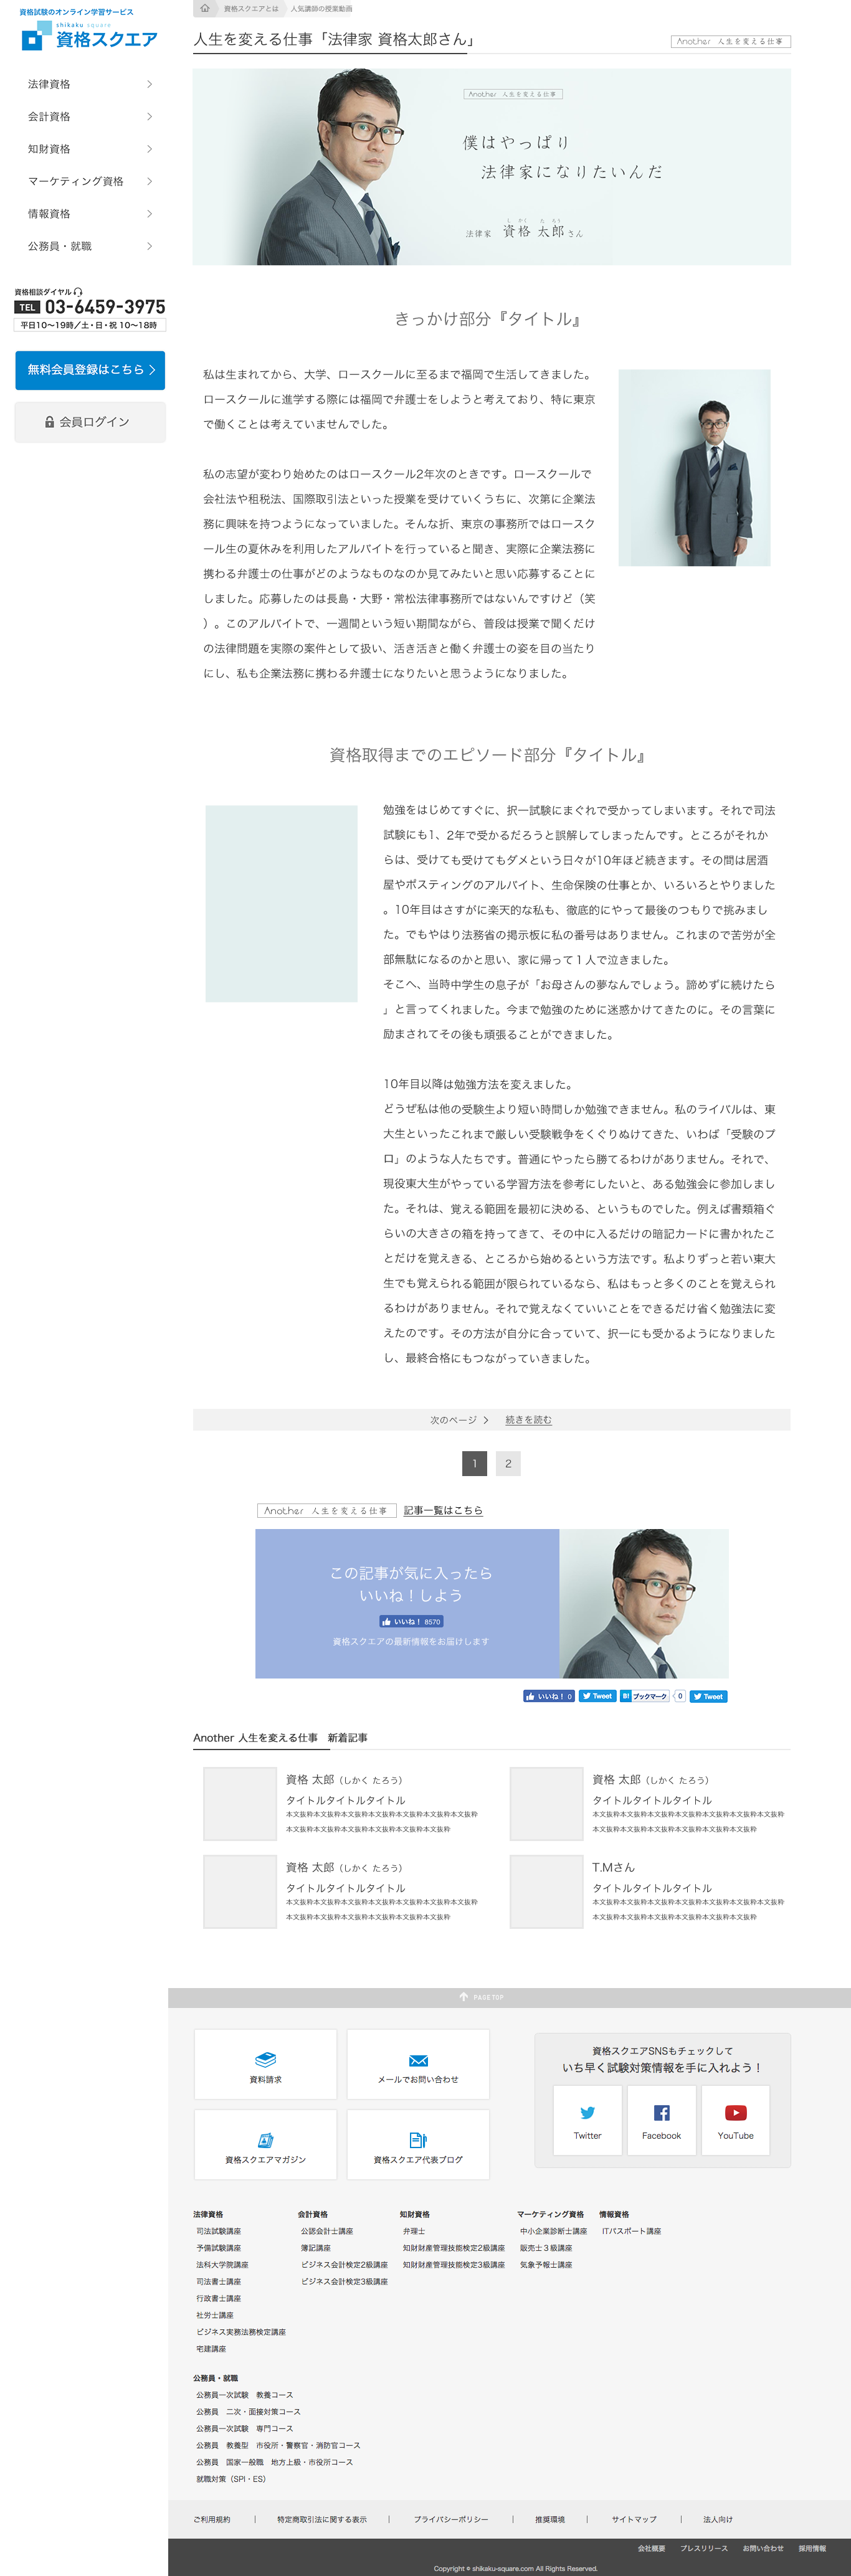 資格試験のオンライン学習サービス
shikaku square
資格スクエア
法律資格
会計資格
知財資格
マーケティング資格
情報資格
公務員・就職
資格相談ダイヤル
TEL 03-6459-3975
平日10〜19時／土・日・祝 10〜18時
無料会員登録はこちら
会員ログイン
資格スクエアとは 人気講師の授業動画
人生を変える仕事「法律家 資格太郎さん」
Another 人生を変える仕事
Another 人生を変える仕事
僕はやっぱり
法律家になりたいんだ
し かく た ろう
法律家 資格 太郎さん
きっかけ部分『タイトル』
私は生まれてから、大学、ロースクールに至るまで福岡で生活してきました。
ロースクールに進学する際には福岡で弁護士をしようと考えており、特に東京
で働くことは考えていませんでした。
私の志望が変わり始めたのはロースクール2年次のときです。ロースクールで
会社法や租税法、国際取引法といった授業を受けていくうちに、次第に企業法
務に興味を持つようになっていました。そんな折、東京の事務所ではロースク
ール生の夏休みを利用したアルバイトを行っていると聞き、実際に企業法務に
携わる弁護士の仕事がどのようなものなのか見てみたいと思い応募することに
しました。応募したのは長島・大野・常松法律事務所ではないんですけど（笑
）。このアルバイトで、一週間という短い期間ながら、普段は授業で聞くだけ
の法律問題を実際の案件として扱い、活き活きと働く弁護士の姿を目の当たり
にし、私も企業法務に携わる弁護士になりたいと思うようになりました。
資格取得までのエピソード部分『タイトル』
勉強をはじめてすぐに、択一試験にまぐれで受かってしまいます。それで司法
試験にも1、2年で受かるだろうと誤解してしまったんです。ところがそれか
らは、受けても受けてもダメという日々が10年ほど続きます。その間は居酒
屋やポスティングのアルバイト、生命保険の仕事とか、いろいろとやりました
。10年目はさすがに楽天的な私も、徹底的にやって最後のつもりで挑みまし
た。でもやはり法務省の掲示板に私の番号はありません。これまので苦労が全
部無駄になるのかと思い、家に帰って１人で泣きました。
そこへ、当時中学生の息子が「お母さんの夢なんでしょう。諦めずに続けたら
」と言ってくれました。今まで勉強のために迷惑かけてきたのに。その言葉に
励まされてその後も頑張ることができました。
10年目以降は勉強方法を変えました。
どうぜ私は他の受験生より短い時間しか勉強できません。私のライバルは、東
大生といったこれまで厳しい受験戦争をくぐりぬけてきた、いわば「受験のプ
ロ」のような人たちです。普通にやったら勝てるわけがありません。それで、
現役東大生がやっている学習方法を参考にしたいと、ある勉強会に参加しまし
た。それは、覚える範囲を最初に決める、というものでした。例えば書類箱ぐ
らいの大きさの箱を持ってきて、その中に入るだけの暗記カードに書かれたこ
とだけを覚えきる、ところから始めるという方法です。私よりずっと若い東大
生でも覚えられる範囲が限られているなら、私はもっと多くのことを覚えられ
るわけがありません。それで覚えなくていいことをできるだけ省く勉強法に変
えたのです。その方法が自分に合っていて、択一にも受かるようになりました
し、最終合格にもつながっていきました。
次のページ 続きを読む
1 2
Another 人生を変える仕事 記事一覧はこちら
この記事が気に入ったら
いいね！しよう
いいね！ 8570
資格スクエアの最新情報をお届けします
いいね！ 0 Tweet B! ブックマーク 0 Tweet
Another 人生を変える仕事 新着記事
資格 太郎（しかく たろう）
タイトルタイトルタイトル
本文抜粋本文抜粋本文抜粋本文抜粋本文抜粋本文抜粋本文抜粋
本文抜粋本文抜粋本文抜粋本文抜粋本文抜粋本文抜粋
資格 太郎（しかく たろう）
タイトルタイトルタイトル
本文抜粋本文抜粋本文抜粋本文抜粋本文抜粋本文抜粋本文抜粋
本文抜粋本文抜粋本文抜粋本文抜粋本文抜粋本文抜粋
資格 太郎（しかく たろう）
タイトルタイトルタイトル
本文抜粋本文抜粋本文抜粋本文抜粋本文抜粋本文抜粋本文抜粋
本文抜粋本文抜粋本文抜粋本文抜粋本文抜粋本文抜粋
T.Mさん
タイトルタイトルタイトル
本文抜粋本文抜粋本文抜粋本文抜粋本文抜粋本文抜粋本文抜粋
本文抜粋本文抜粋本文抜粋本文抜粋本文抜粋本文抜粋
PAGE TOP
資料請求
メールでお問い合わせ
資格スクエアマガジン
資格スクエア代表ブログ
資格スクエアSNSもチェックして
いち早く試験対策情報を手に入れよう！
Twitter
Facebook
YouTube
法律資格
司法試験講座
予備試験講座
法科大学院講座
司法書士講座
行政書士講座
社労士講座
ビジネス実務法務検定講座
宅建講座
会計資格
公認会計士講座
簿記講座
ビジネス会計検定2級講座
ビジネス会計検定3級講座
知財資格
弁理士
知財財産管理技能検定2級講座
知財財産管理技能検定3級講座
マーケティング資格
中小企業診断士講座
販売士３級講座
気象予報士講座
情報資格
ITパスポート講座
公務員・就職
公務員一次試験 教養コース
公務員 二次・面接対策コース
公務員一次試験 専門コース
公務員 教養型 市役所・警察官・消防官コース
公務員 国家一般職 地方上級・市役所コース
就職対策（SPI・ES）
ご利用規約 | 特定商取引法に関する表示 | プライバシーポリシー | 推奨環境 | サイトマップ | 法人向け
会社概要 プレスリリース お問い合わせ 採用情報
Copyright © shikaku-square.com All Rights Reserved.